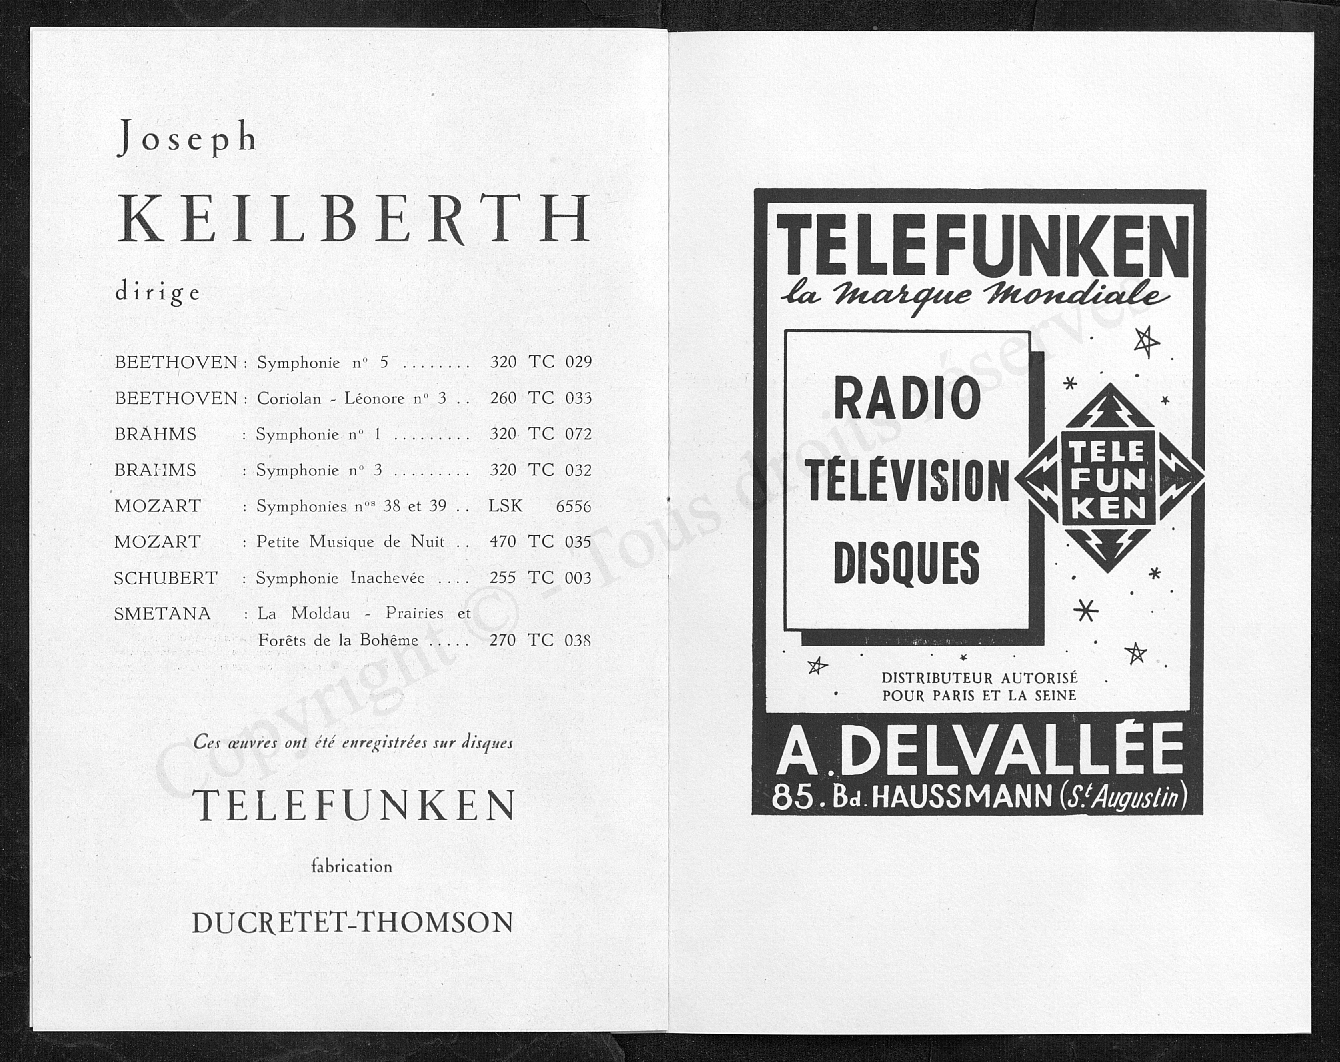 Joseph
KEILBERTH
dirige
BEETHOVEN : Symphonie nº 5 ........ 320 TC 029
BEETHOVEN : Coriolan - Léonore nº 3 .. 260 TC 033
BRAHMS : Symphonie nº 1 ......... 320 TC 072
BRAHMS : Symphonie nº 3 ......... 320 TC 032
MOZART : Symphonies nºˢ 38 et 39 .. LSK 6556
MOZART : Petite Musique de Nuit .. 470 TC 035
SCHUBERT : Symphonie Inachevée .... 255 TC 003
SMETANA : La Moldau - Prairies et
Forêts de la Bohême ..... 270 TC 038
Ces œuvres ont été enregistrées sur disques
TELEFUNKEN
fabrication
DUCRETET-THOMSON
TELEFUNKEN
la marque Mondiale
RADIO
TÉLÉVISION
DISQUES
TELE
FUN
KEN
DISTRIBUTEUR AUTORISÉ
POUR PARIS ET LA SEINE
A. DELVALLÉE
85. Bd. HAUSSMANN (St Augustin)
Copyright © - Tous droits réservés